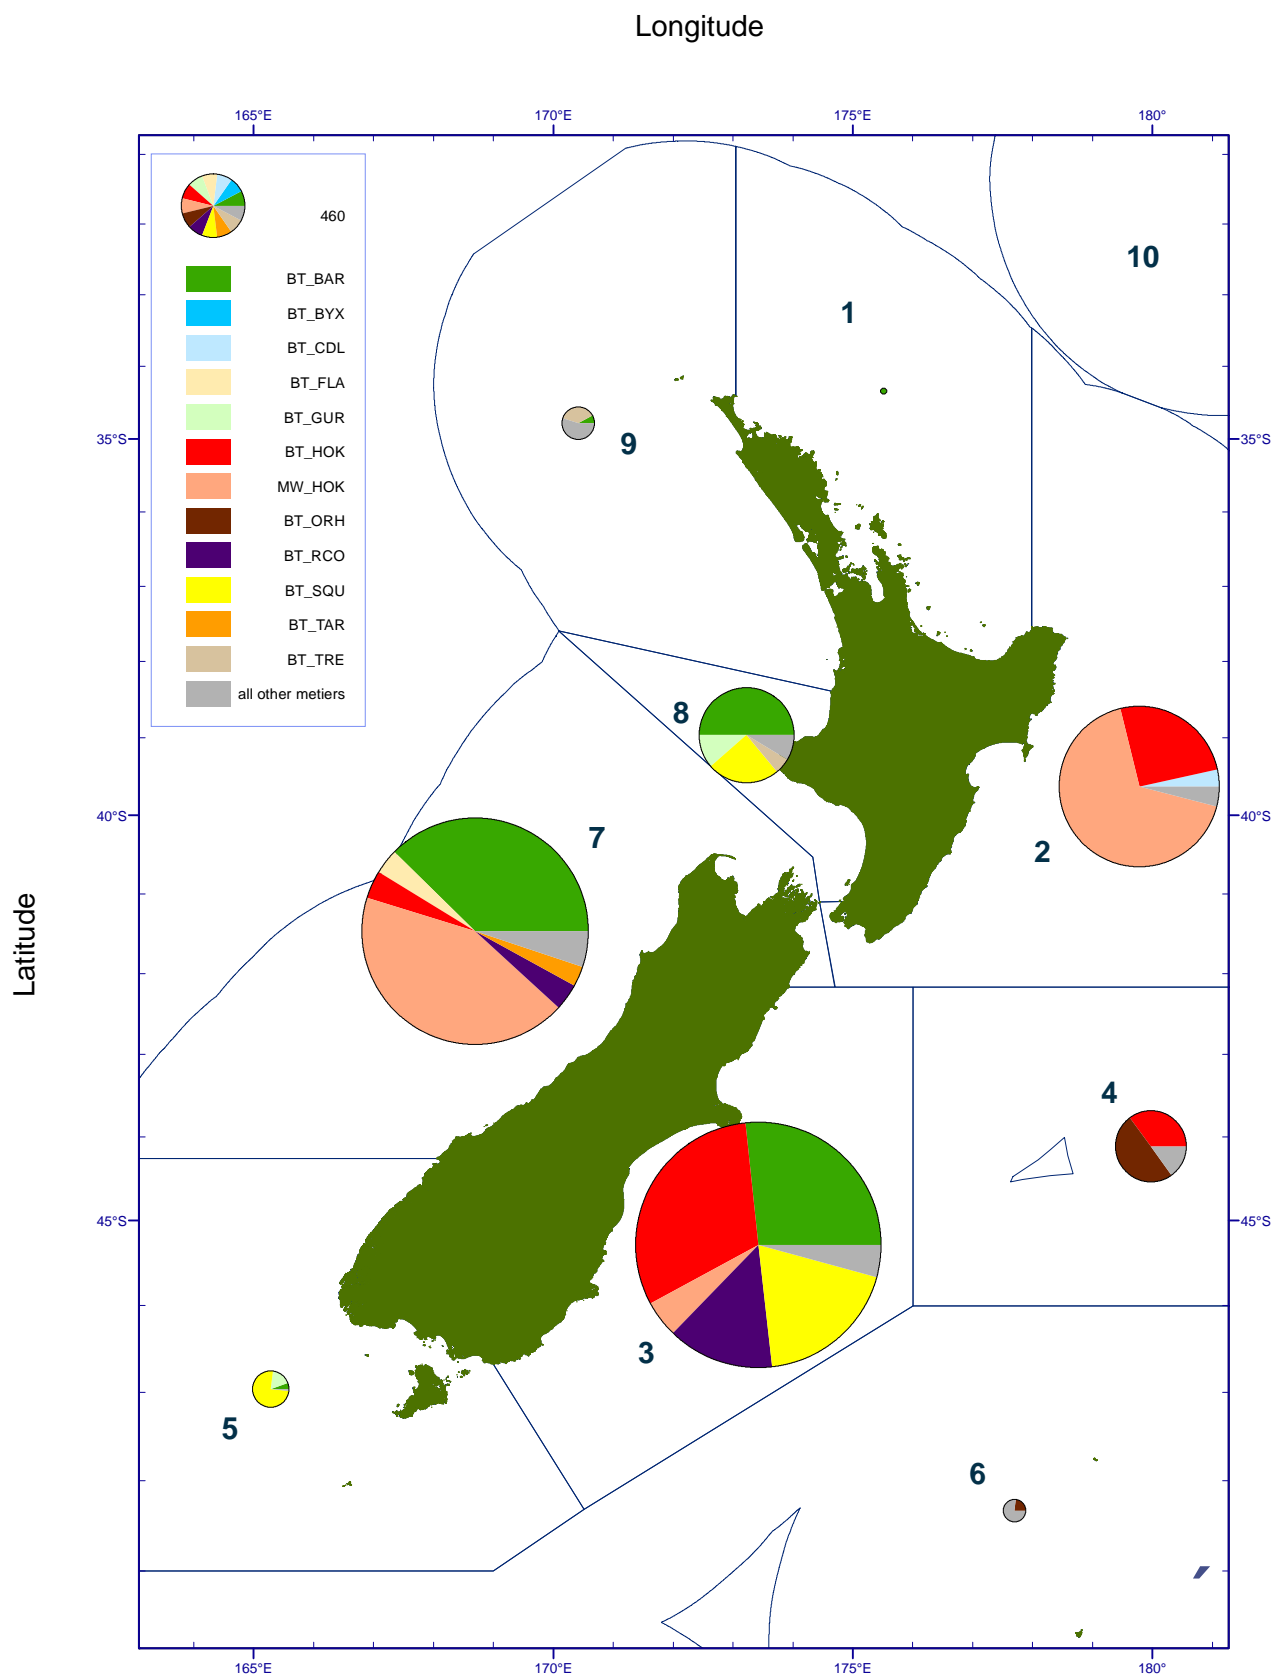 Longitude
165°E 170°E 175°E 180°
460
BT_BAR
BT_BYX
BT_CDL
BT_FLA
BT_GUR
BT_HOK
MW_HOK
BT_ORH
BT_RCO
BT_SQU
BT_TAR
BT_TRE
all other metiers
10
1
9
35°S 35°S
8
40°S 40°S
7
2
Latitude
4
45°S 45°S
3
5
6
165°E 170°E 175°E 180°